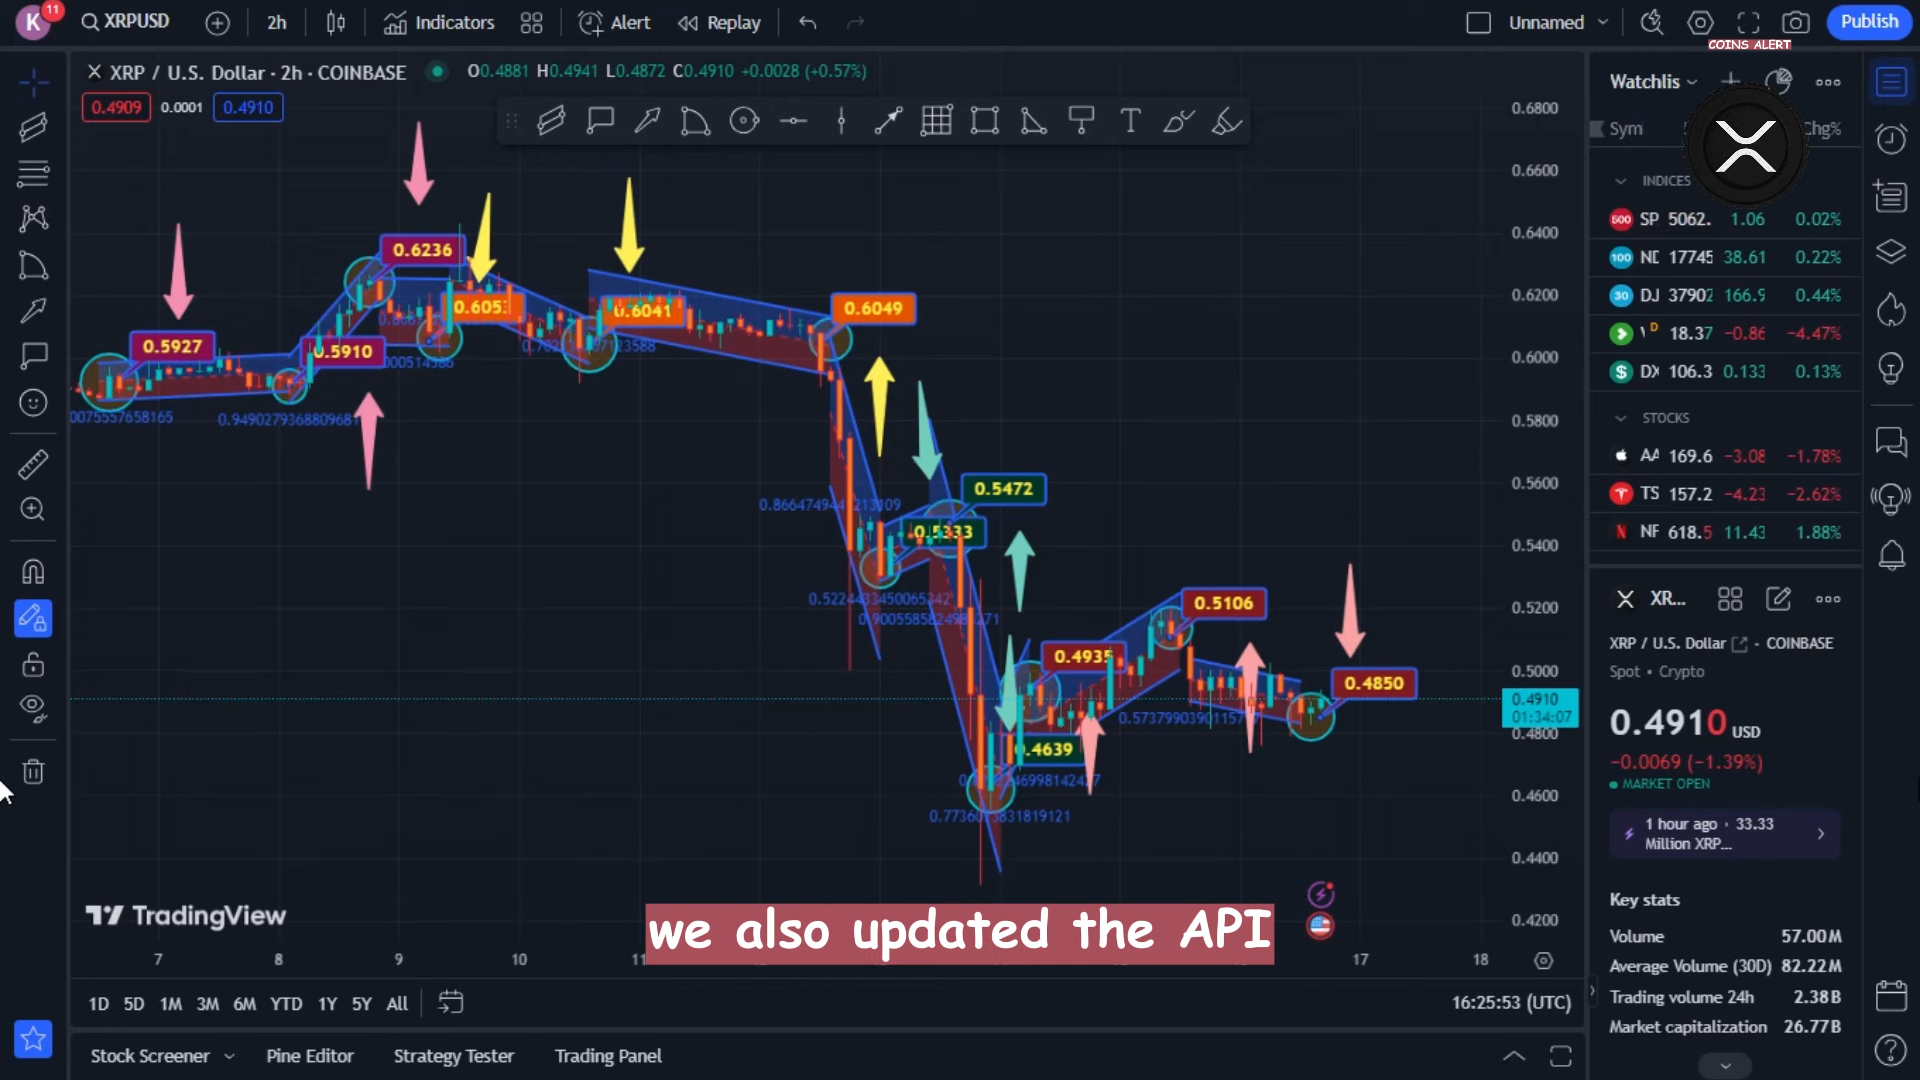 K
11
XRPUSD
2h
Indicators
Alert
Replay
Unnamed
Publish
COINS ALERT
XRP / U.S. Dollar · 2h · COINBASE
O0.4881 H0.4941 L0.4872 C0.4910 +0.0028 (+0.57%)
0.4909 0.0001 0.4910
0.6800
0.6600
0.6400
0.6200
0.6000
0.5800
0.5600
0.5400
0.5200
0.5000
0.4910
01:34:07
0.4800
0.4600
0.4400
0.4200
0.5927
0.5910
0.6236
0.6041
0.6049
0.5472
0.5333
0.4639
0.5106
0.4850
0.7736073831819121
TradingView
we also updated the API
7 8 9 10 17 18
1D 5D 1M 3M 6M YTD 1Y 5Y All
16:25:53 (UTC)
Stock Screener
Pine Editor
Strategy Tester
Trading Panel
Watchlis
Sym Chg%
INDICES
500 SP 5062. 1.06 0.02%
100 NE 17745 38.61 0.22%
30 DJ 37902 166.9 0.44%
D 18.37 −0.86 −4.47%
DX 106.3 0.133 0.13%
STOCKS
AA 169.6 −3.08 −1.78%
TS 157.2 −4.23 −2.62%
NF 618.5 11.43 1.88%
XR...
XRP / U.S. Dollar COINBASE
Spot • Crypto
0.4910 USD
−0.0069 (−1.39%)
MARKET OPEN
1 hour ago · 33.33
Million XRP...
Key stats
Volume 57.00M
Average Volume (30D) 82.22M
Trading volume 24h 2.38B
Market capitalization 26.77B